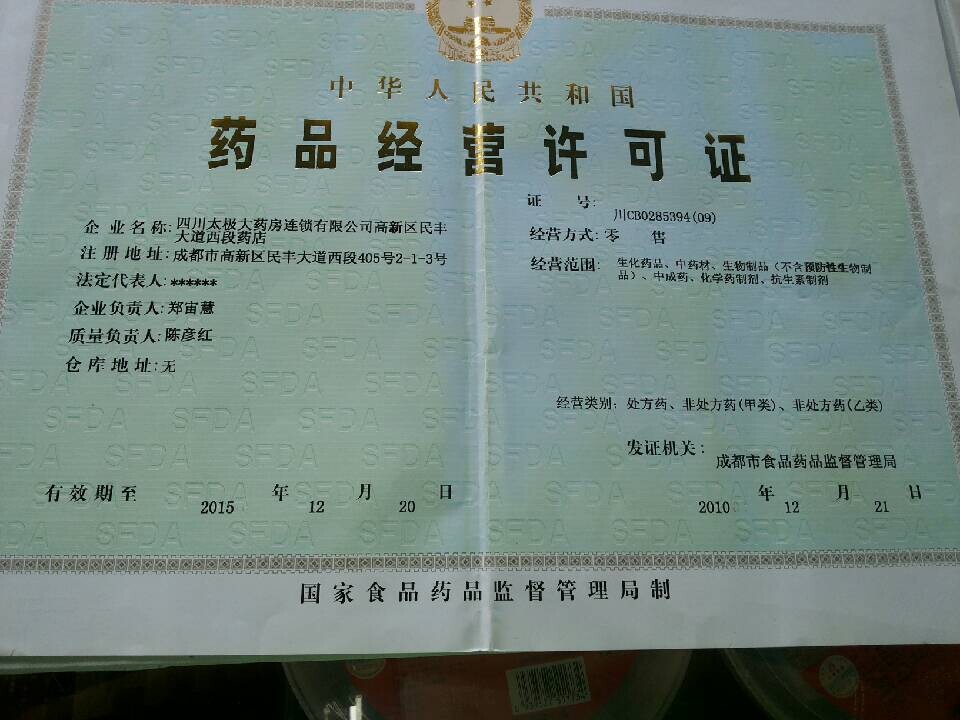 中华人民共和国
药品经营许可证
证 号: 川CB0285394(09)
企业名称: 四川太极大药房连锁有限公司高新区民丰
大道西段药店
经营方式: 零 售
注册地址: 成都市高新区民丰大道西段405号2-1-3号
经营范围: 生化药品、中药材、生物制品（不含预防性生物制
品）、中成药、化学药制剂、抗生素制剂
法定代表人: ******
企业负责人: 郑宙慧
质量负责人: 陈彦红
仓库地址: 无
经营类别: 处方药、非处方药(甲类)、非处方药(乙类)
发证机关: 成都市食品药品监督管理局
有效期至 2015 年 12 月 20 日
2010 年 12 月 21 日
国家食品药品监督管理局制